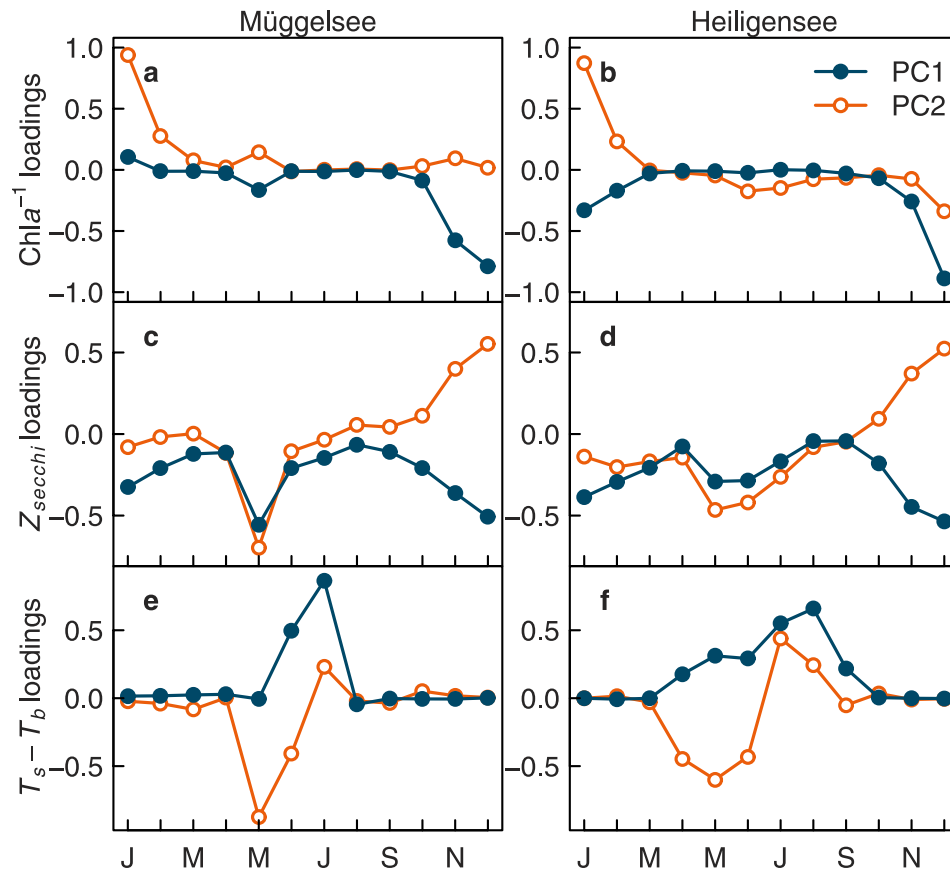 Müggelsee Heiligensee
a b PC1
PC2
1.0 0.5 0.0 −0.5 −1.0
1.0 0.5 0.0 −0.5 −1.0
Chla⁻¹ loadings
c d
0.5 0.0 −0.5
0.5 0.0 −0.5
Z_secchi loadings
e f
0.5 0.0 −0.5
0.5 0.0 −0.5
T_s − T_b loadings
J M M J S N J M M J S N